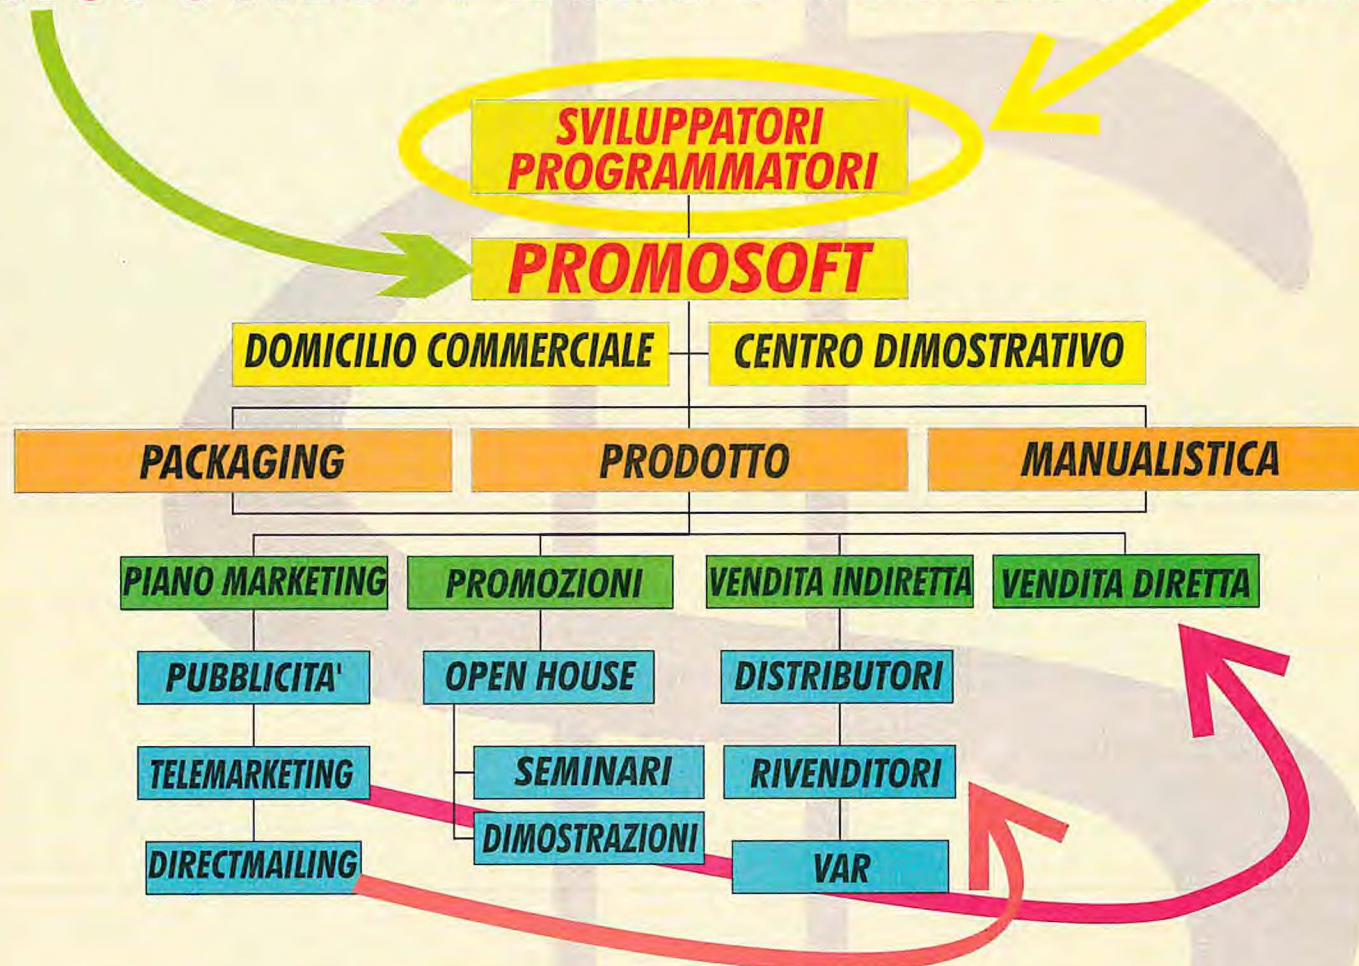 SVILUPPATORI
PROGRAMMATORI
PROMOSOFT
DOMICILIO COMMERCIALE
CENTRO DIMOSTRATIVO
PACKAGING
PRODOTTO
MANUALISTICA
PIANO MARKETING
PROMOZIONI
VENDITA INDIRETTA
VENDITA DIRETTA
PUBBLICITA'
OPEN HOUSE
DISTRIBUTORI
TELEMARKETING
SEMINARI
RIVENDITORI
DIMOSTRAZIONI
DIRECTMAILING
VAR